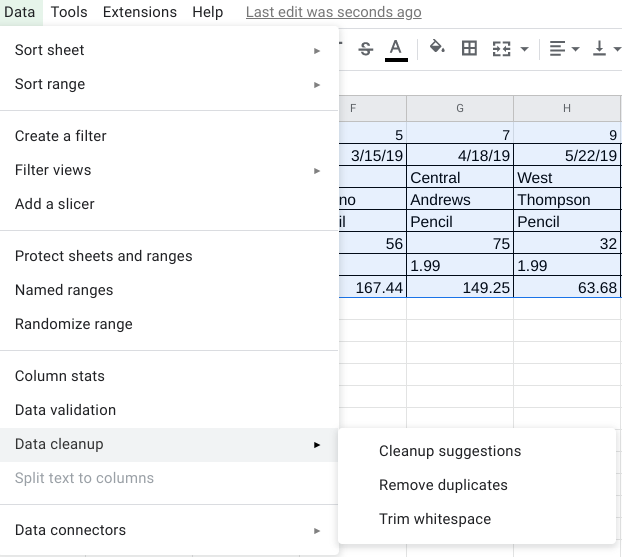 Data Tools Extensions Help Last edit was seconds ago
Sort sheet
Sort range
Create a filter
Filter views
Add a slicer
Protect sheets and ranges
Named ranges
Randomize range
Column stats
Data validation
Data cleanup
Split text to columns
Data connectors
Cleanup suggestions
Remove duplicates
Trim whitespace
A
F G H
5 7 9
3/15/19 4/18/19 5/22/19
Central West
no Andrews Thompson
il Pencil Pencil
56 75 32
1.99 1.99
167.44 149.25 63.68